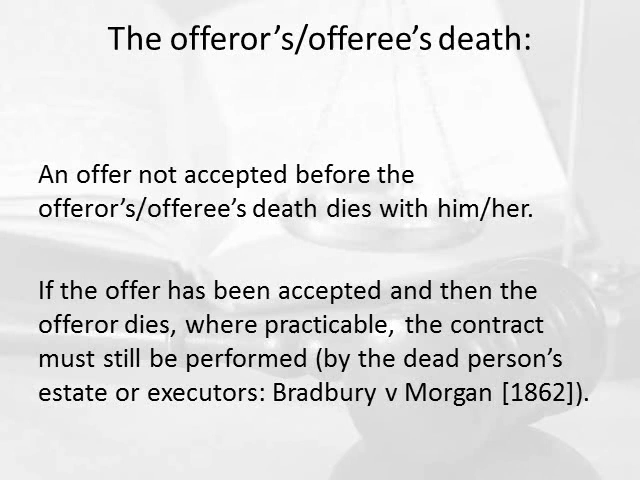 The offeror’s/offeree’s death:
An offer not accepted before the
offeror’s/offeree’s death dies with him/her.
If the offer has been accepted and then the
offeror dies, where practicable, the contract
must still be performed (by the dead person’s
estate or executors: Bradbury v Morgan [1862]).